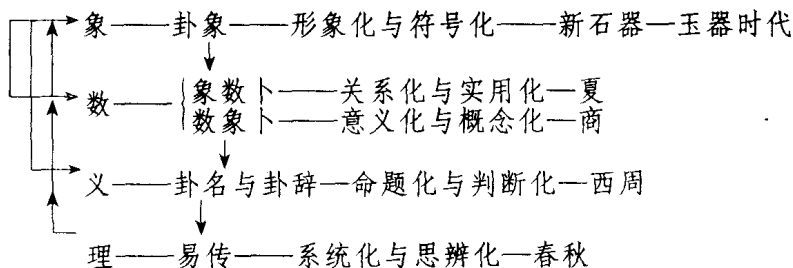 象——卦象——形象化与符号化——新石器—玉器时代
数——{象数卜——关系化与实用化—夏
数象卜——意义化与概念化—商
义——卦名与卦辞—命题化与判断化—西周
理——易传——系统化与思辨化—春秋